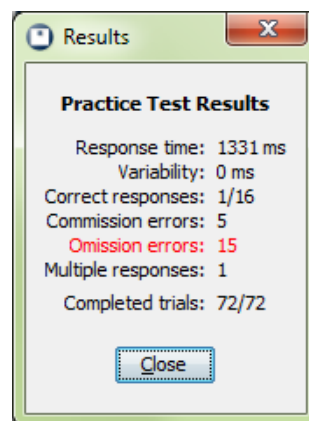 Results
Practice Test Results
Response time: 1331 ms
Variability: 0 ms
Correct responses: 1/16
Commission errors: 5
Omission errors: 15
Multiple responses: 1
Completed trials: 72/72
Close